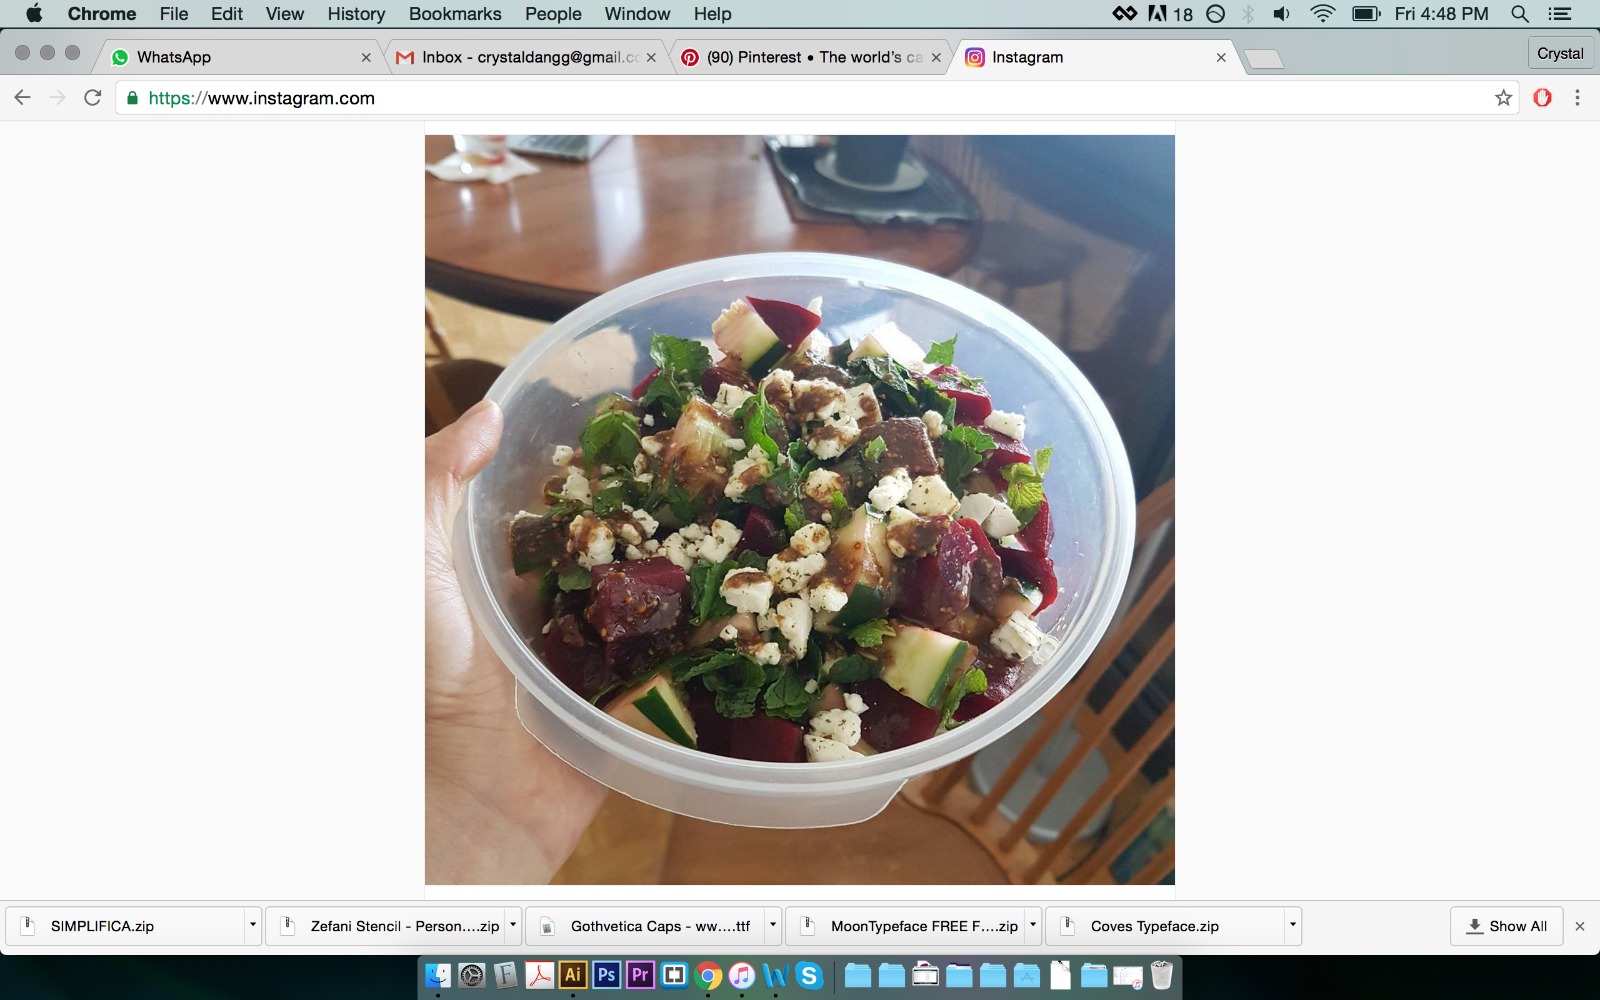 Chrome File Edit View History Bookmarks People Window Help 18 Fri 4:48 PM
WhatsApp Inbox - crystaldangg@gmail.c (90) Pinterest • The world's ca Instagram Crystal
https://www.instagram.com
SIMPLIFICA.zip Zefani Stencil - Person....zip Gothvetica Caps - ww....ttf MoonTypeface FREE F....zip Coves Typeface.zip Show All
Ai Ps Pr